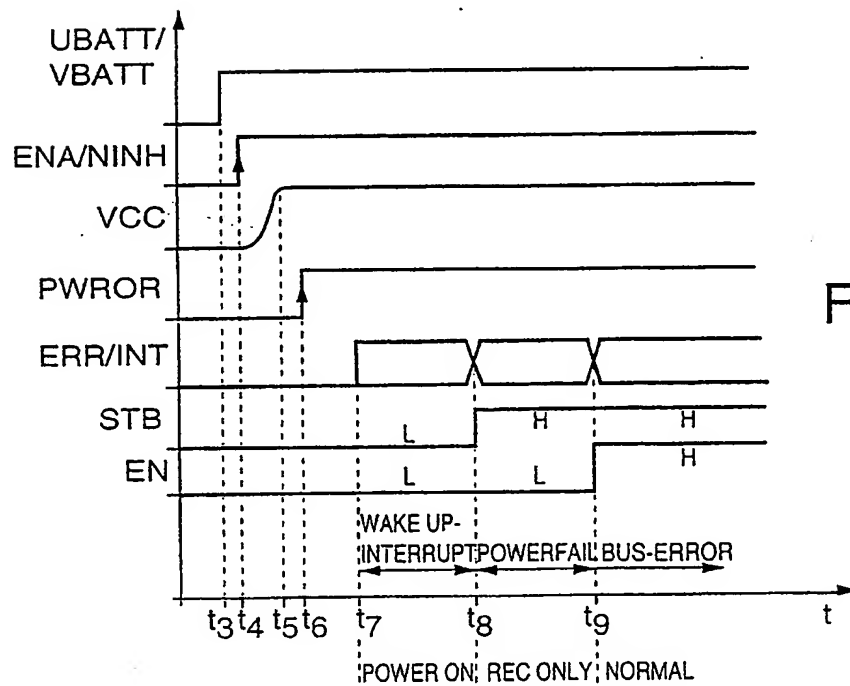 UBATT/
VBATT
ENA/NINH
VCC
PWROR
F
ERR/INT
STB
L H H
EN
L L H
WAKE UP-
INTERRUPT POWERFAIL BUS-ERROR
t3 t4 t5 t6 t7 t8 t9 t
POWER ON REC ONLY NORMAL